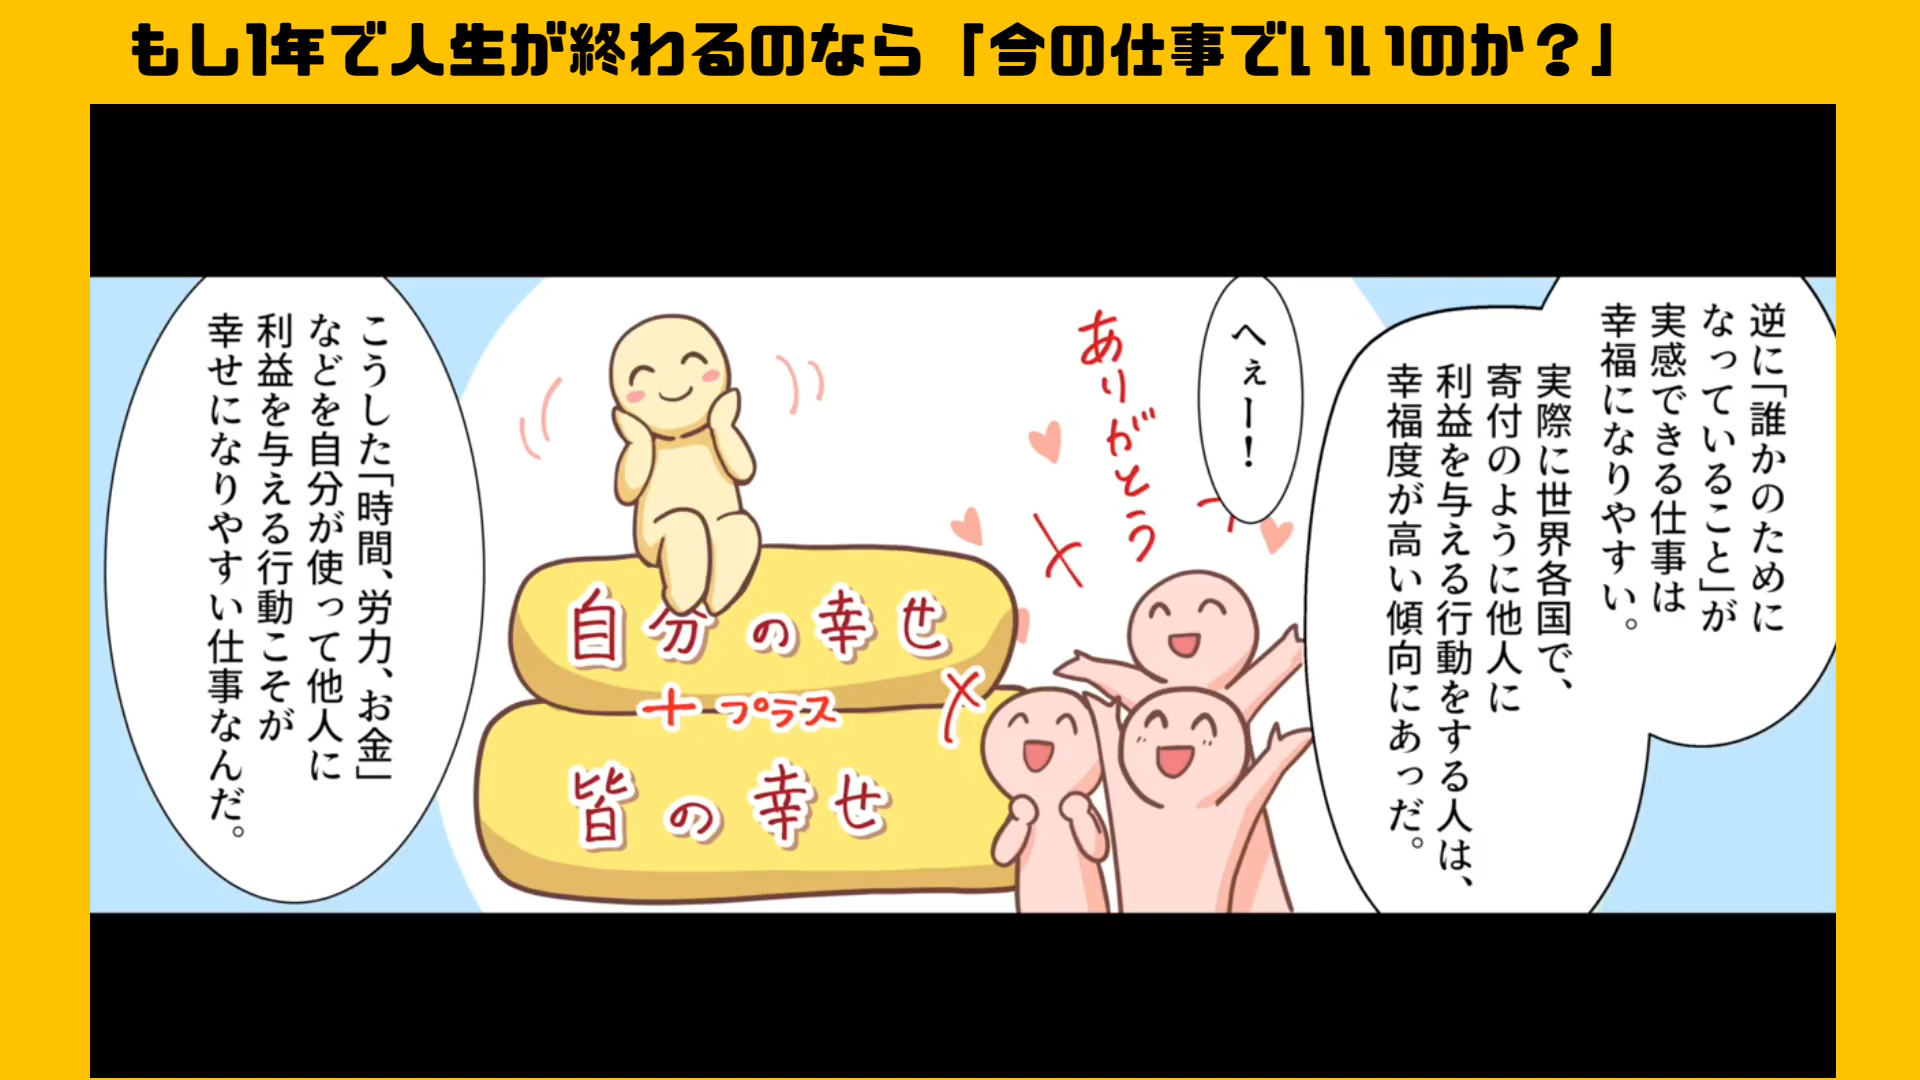 もし1年で人生が終わるのなら「今の仕事でいいのか？」
逆に「誰かのために
なっていること」が
実感できる仕事は
幸福になりやすい。
実際に世界各国で、
寄付のように他人に
利益を与える行動をする人は、
幸福度が高い傾向にあっだ。
へぇー！
ありがとう
自分の幸せ
＋プラス
皆の幸せ
こうした「時間、労力、お金」
などを自分が使って他人に
利益を与える行動こそが
幸せになりやすい仕事なんだ。